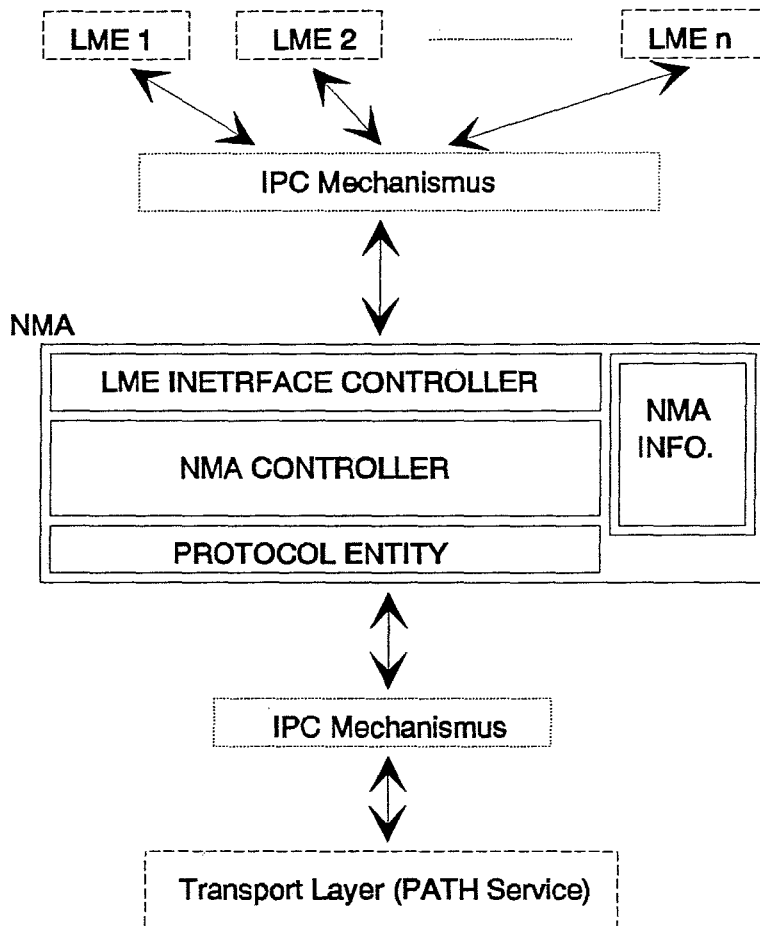 LME 1
LME 2
LME n
IPC Mechanismus
NMA
LME INETRFACE CONTROLLER
NMA CONTROLLER
PROTOCOL ENTITY
NMA
INFO.
IPC Mechanismus
Transport Layer (PATH Service)